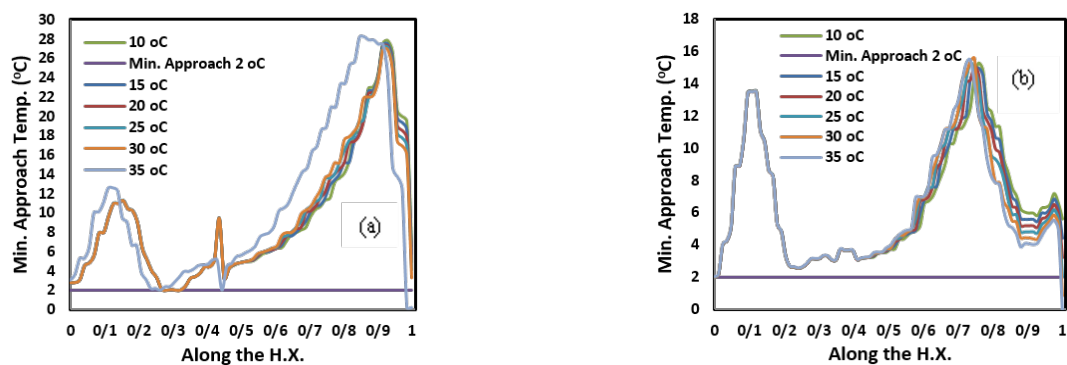 30
28
26
24
22
20
18
16
14
12
10
8
6
4
2
0
Min. Approach Temp. (°C)
10 oC
Min. Approach 2 oC
15 oC
20 oC
25 oC
30 oC
35 oC
(a)
0 0/1 0/2 0/3 0/4 0/5 0/6 0/7 0/8 0/9 1
Along the H.X.
18
16
14
12
10
8
6
4
2
0
Min. Approach Temp. (°C)
10 oC
Min. Approach 2 oC
15 oC
20 oC
25 oC
30 oC
35 oC
(b)
0 0/1 0/2 0/3 0/4 0/5 0/6 0/7 0/8 0/9 1
Along the H.X.